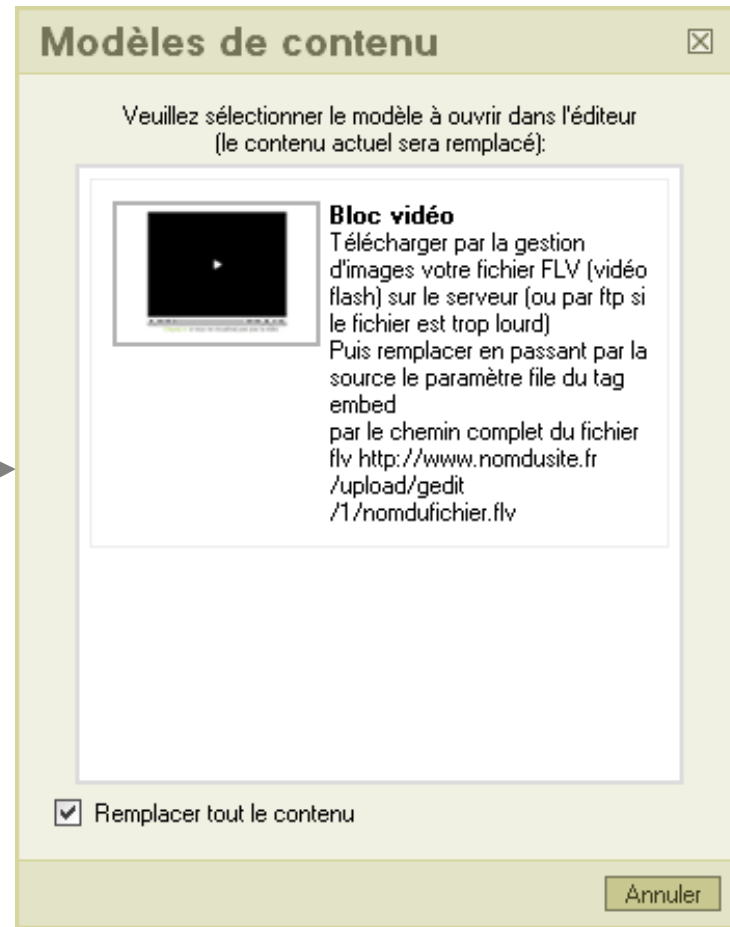 Modèles de contenu
Veuillez sélectionner le modèle à ouvrir dans l'éditeur
(le contenu actuel sera remplacé):
Bloc vidéo
Télécharger par la gestion
d'images votre fichier FLV (vidéo
flash) sur le serveur (ou par ftp si
le fichier est trop lourd)
Puis remplacer en passant par la
source le paramètre file du tag
embed
par le chemin complet du fichier
flv http://www.nomdusite.fr
/upload/gedit
/1/nomdufichier.flv
Remplacer tout le contenu
Annuler